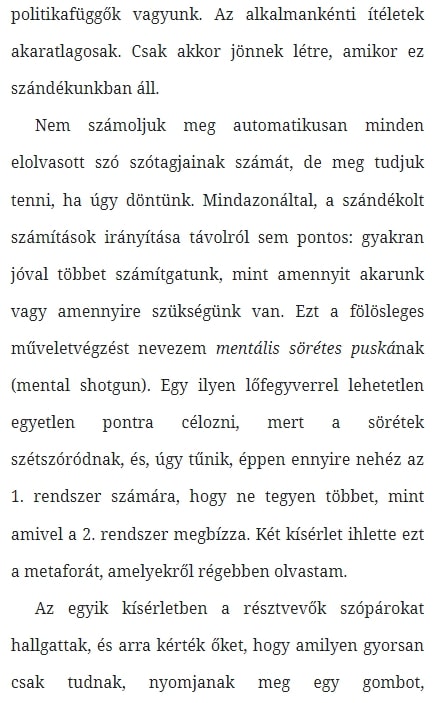 politikafüggők vagyunk. Az alkalmankénti ítéletek
akaratlagosak. Csak akkor jönnek létre, amikor ez
szándékunkban áll.
Nem számoljuk meg automatikusan minden
elolvasott szó szótagjainak számát, de meg tudjuk
tenni, ha úgy döntünk. Mindazonáltal, a szándékolt
számítások irányítása távolról sem pontos: gyakran
jóval többet számítgatunk, mint amennyit akarunk
vagy amennyire szükségünk van. Ezt a fölösleges
műveletvégzést nevezem mentális sörétes puskának
(mental shotgun). Egy ilyen lőfegyverrel lehetetlen
egyetlen pontra célozni, mert a sörétek
szétszóródnak, és, úgy tűnik, éppen ennyire nehéz az
1. rendszer számára, hogy ne tegyen többet, mint
amivel a 2. rendszer megbízza. Két kísérlet ihlette ezt
a metaforát, amelyekről régebben olvastam.
Az egyik kísérletben a résztvevők szópárokat
hallgattak, és arra kérték őket, hogy amilyen gyorsan
csak tudnak, nyomjanak meg egy gombot,